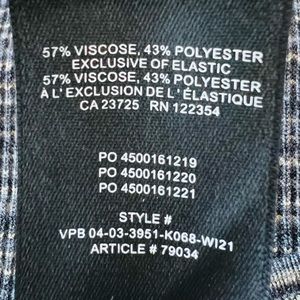 57% VISCOSE, 43% POLYESTER
EXCLUSIVE OF ELASTIC
57% VISCOSE, 43% POLYESTER
À L'EXCLUSION DE L'ÉLASTIQUE
CA 23725 RN 122354
PO 4500161219
PO 4500161220
PO 4500161221
STYLE #
VPB 04-03-3951-K068-WI21
ARTICLE # 79034